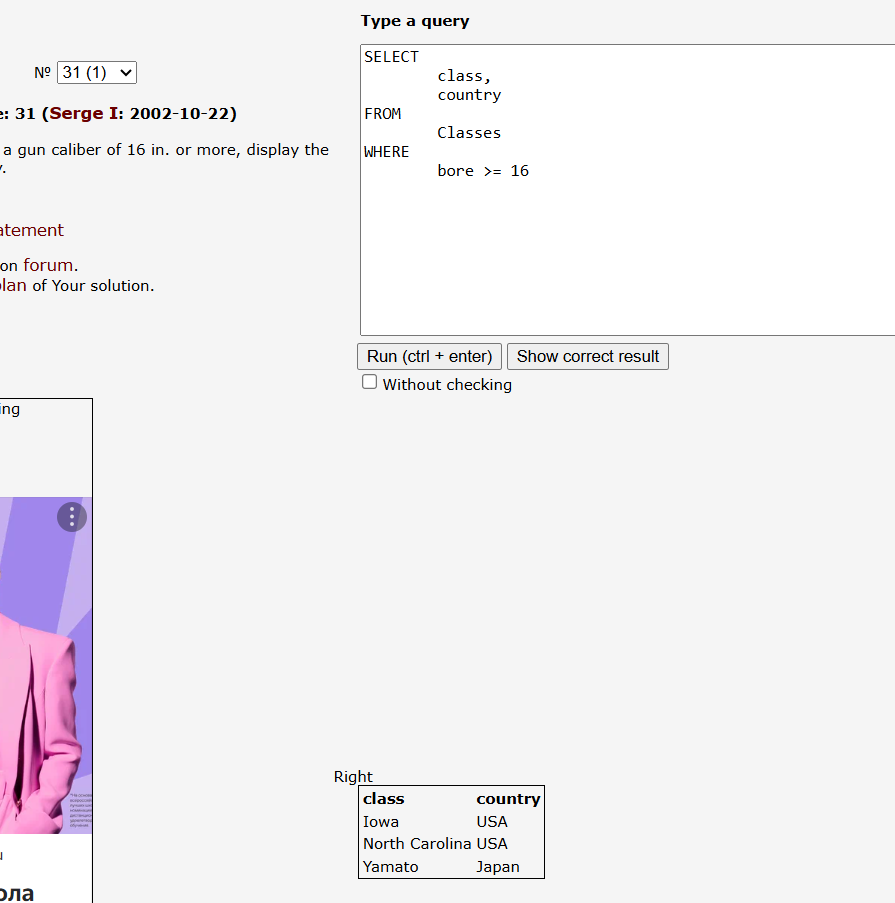 № 31 (1)
e: 31 (Serge I: 2002-10-22)
a gun caliber of 16 in. or more, display the
y.
atement
on forum.
plan of Your solution.
ing
ола
Type a query
SELECT
class,
country
FROM
Classes
WHERE
bore >= 16
Run (ctrl + enter) Show correct result
Without checking
Right
class country
Iowa USA
North Carolina USA
Yamato Japan